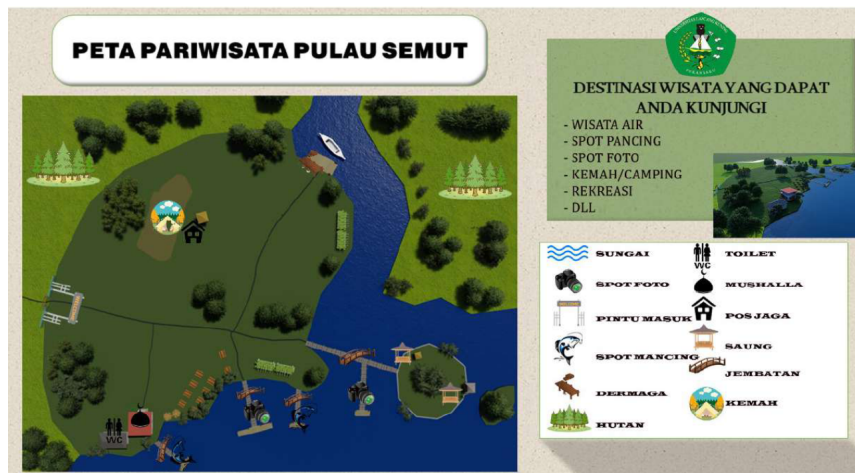 PETA PARIWISATA PULAU SEMUT
DESTINASI WISATA YANG DAPAT
ANDA KUNJUNGI
- WISATA AIR
- SPOT PANCING
- SPOT FOTO
- KEMAH/CAMPING
- REKREASI
- DLL
SUNGAI
SPOT FOTO
PINTU MASUK
SPOT MANCING
DERMAGA
HUTAN
WC
TOILET
MUSHALLA
POS JAGA
SAUNG
JEMBATAN
KEMAH
WC